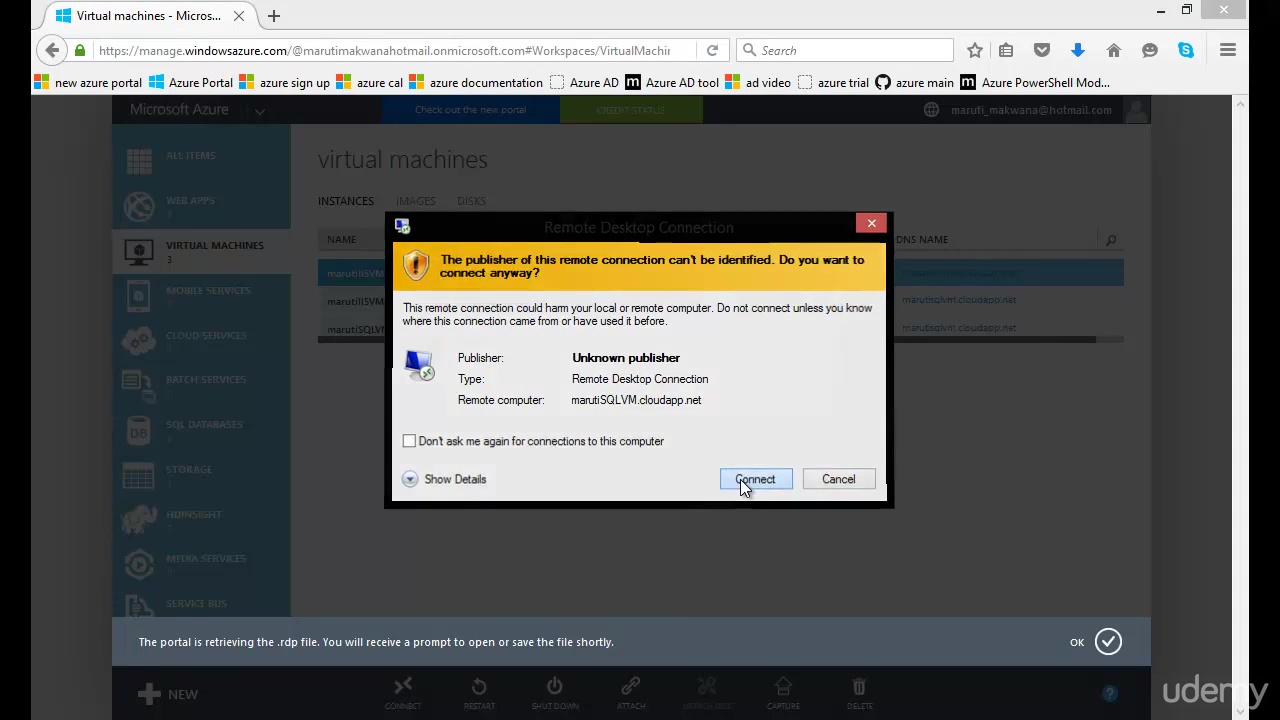 Virtual machines - Micros...
https://manage.windowsazure.com/@marutimakwanahotmail.onmicrosoft.com#Workspaces/VirtualMachin
Search
new azure portal
Azure Portal
azure sign up
azure cal
azure documentation
Azure AD
Azure AD tool
ad video
azure trial
azure main
Azure PowerShell Mod...
Microsoft Azure
Check out the new portal
CREDIT STATUS
maruti_makwana@hotmail.com
ALL ITEMS
WEB APPS
VIRTUAL MACHINES
3
MOBILE SERVICES
CLOUD SERVICES
BATCH SERVICES
SQL DATABASES
STORAGE
HDINSIGHT
MEDIA SERVICES
SERVICE BUS
virtual machines
INSTANCES
IMAGES
DISKS
NAME
DNS NAME
marutiIISVM
marutiIISVM
marutisqlvm.cloudapp.net
marutiSQLVM
marutisqlvm.cloudapp.net
Remote Desktop Connection
The publisher of this remote connection can't be identified. Do you want to
connect anyway?
This remote connection could harm your local or remote computer. Do not connect unless you know
where this connection came from or have used it before.
Publisher: Unknown publisher
Type: Remote Desktop Connection
Remote computer: marutiSQLVM.cloudapp.net
Don't ask me again for connections to this computer
Show Details
Connect
Cancel
The portal is retrieving the .rdp file. You will receive a prompt to open or save the file shortly.
OK
NEW
CONNECT
RESTART
SHUT DOWN
ATTACH
CAPTURE
DELETE
?
udemy